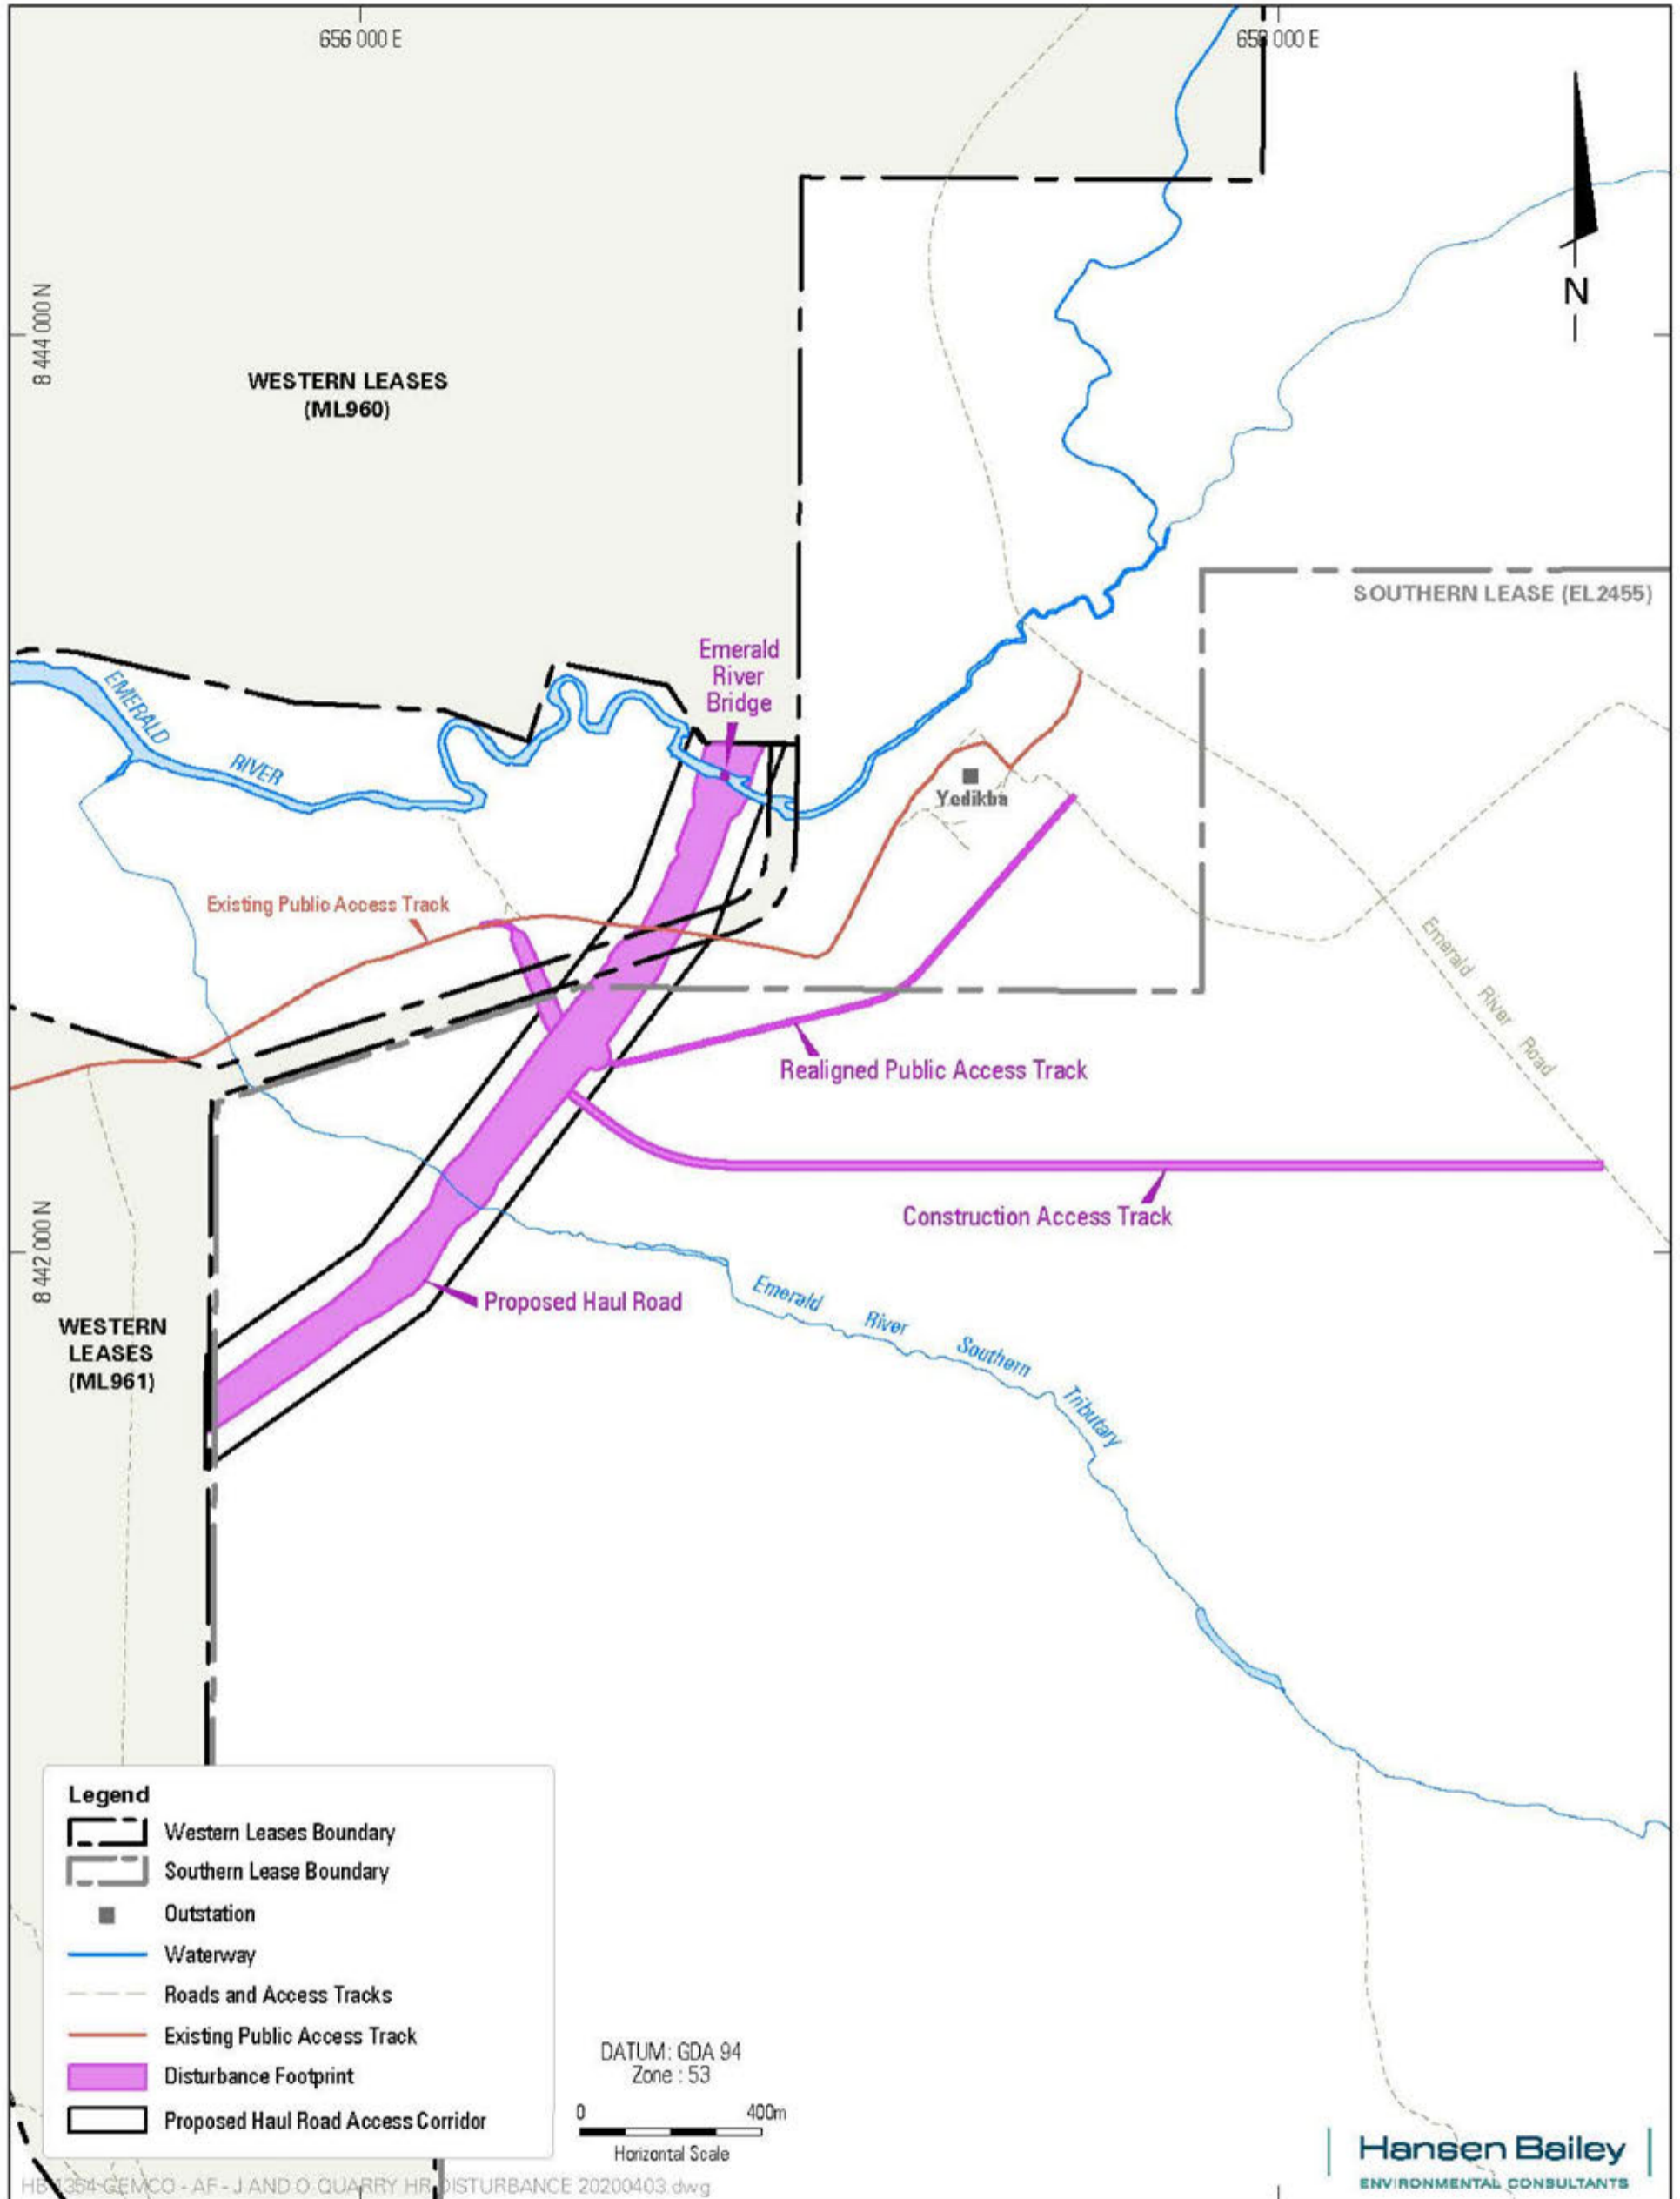 656 000 E
658 000 E
8 444 000 N
N
WESTERN LEASES
(ML960)
SOUTHERN LEASE (EL2455)
Emerald
River
Bridge
EMERALD
RIVER
Yedikba
Existing Public Access Track
Emerald River Road
Realigned Public Access Track
Construction Access Track
8 442 000 N
Proposed Haul Road
Emerald River Southern Tributary
WESTERN
LEASES
(ML961)
Legend
Western Leases Boundary
Southern Lease Boundary
Outstation
Waterway
Roads and Access Tracks
Existing Public Access Track
Disturbance Footprint
Proposed Haul Road Access Corridor
DATUM: GDA 94
Zone : 53
0 400m
Horizontal Scale
Hansen Bailey
ENVIRONMENTAL CONSULTANTS
HB 1354 GEMCO - AF - J AND O QUARRY HR DISTURBANCE 20200403.dwg